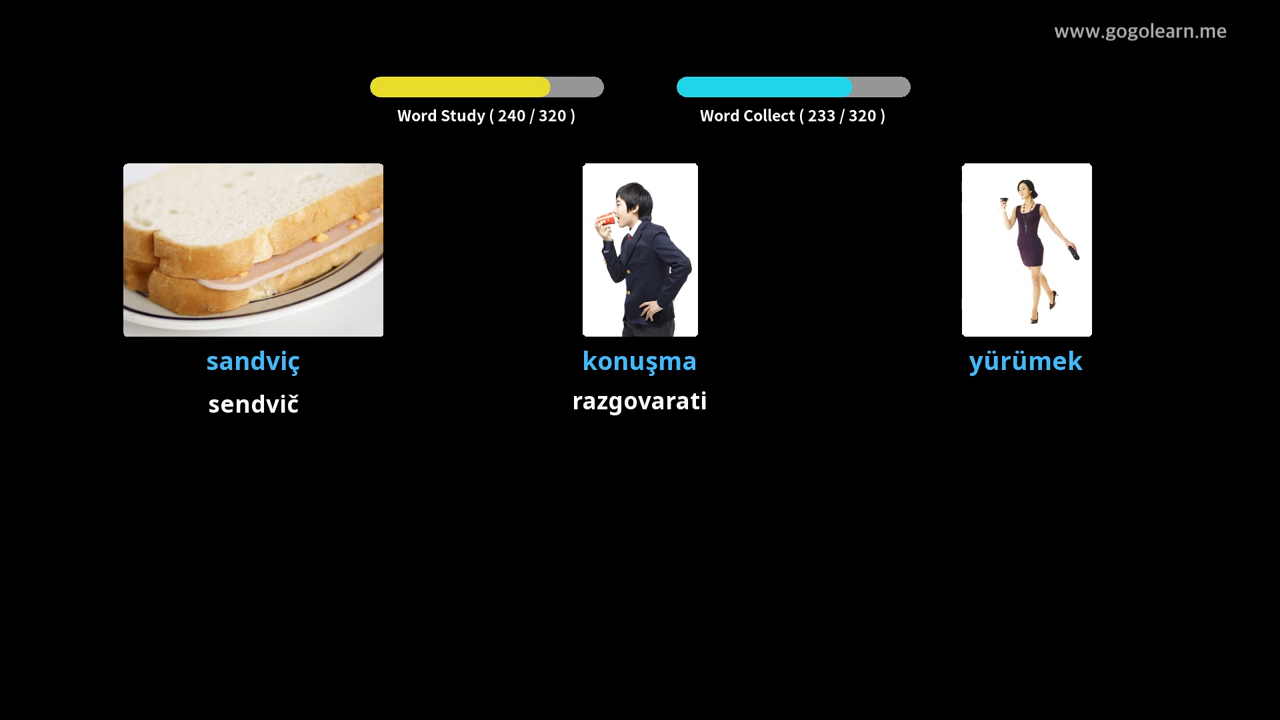 www.gogolearn.me
Word Study ( 240 / 320 )
Word Collect ( 233 / 320 )
sandviç
konuşma
yürümek
sendvič
razgovarati